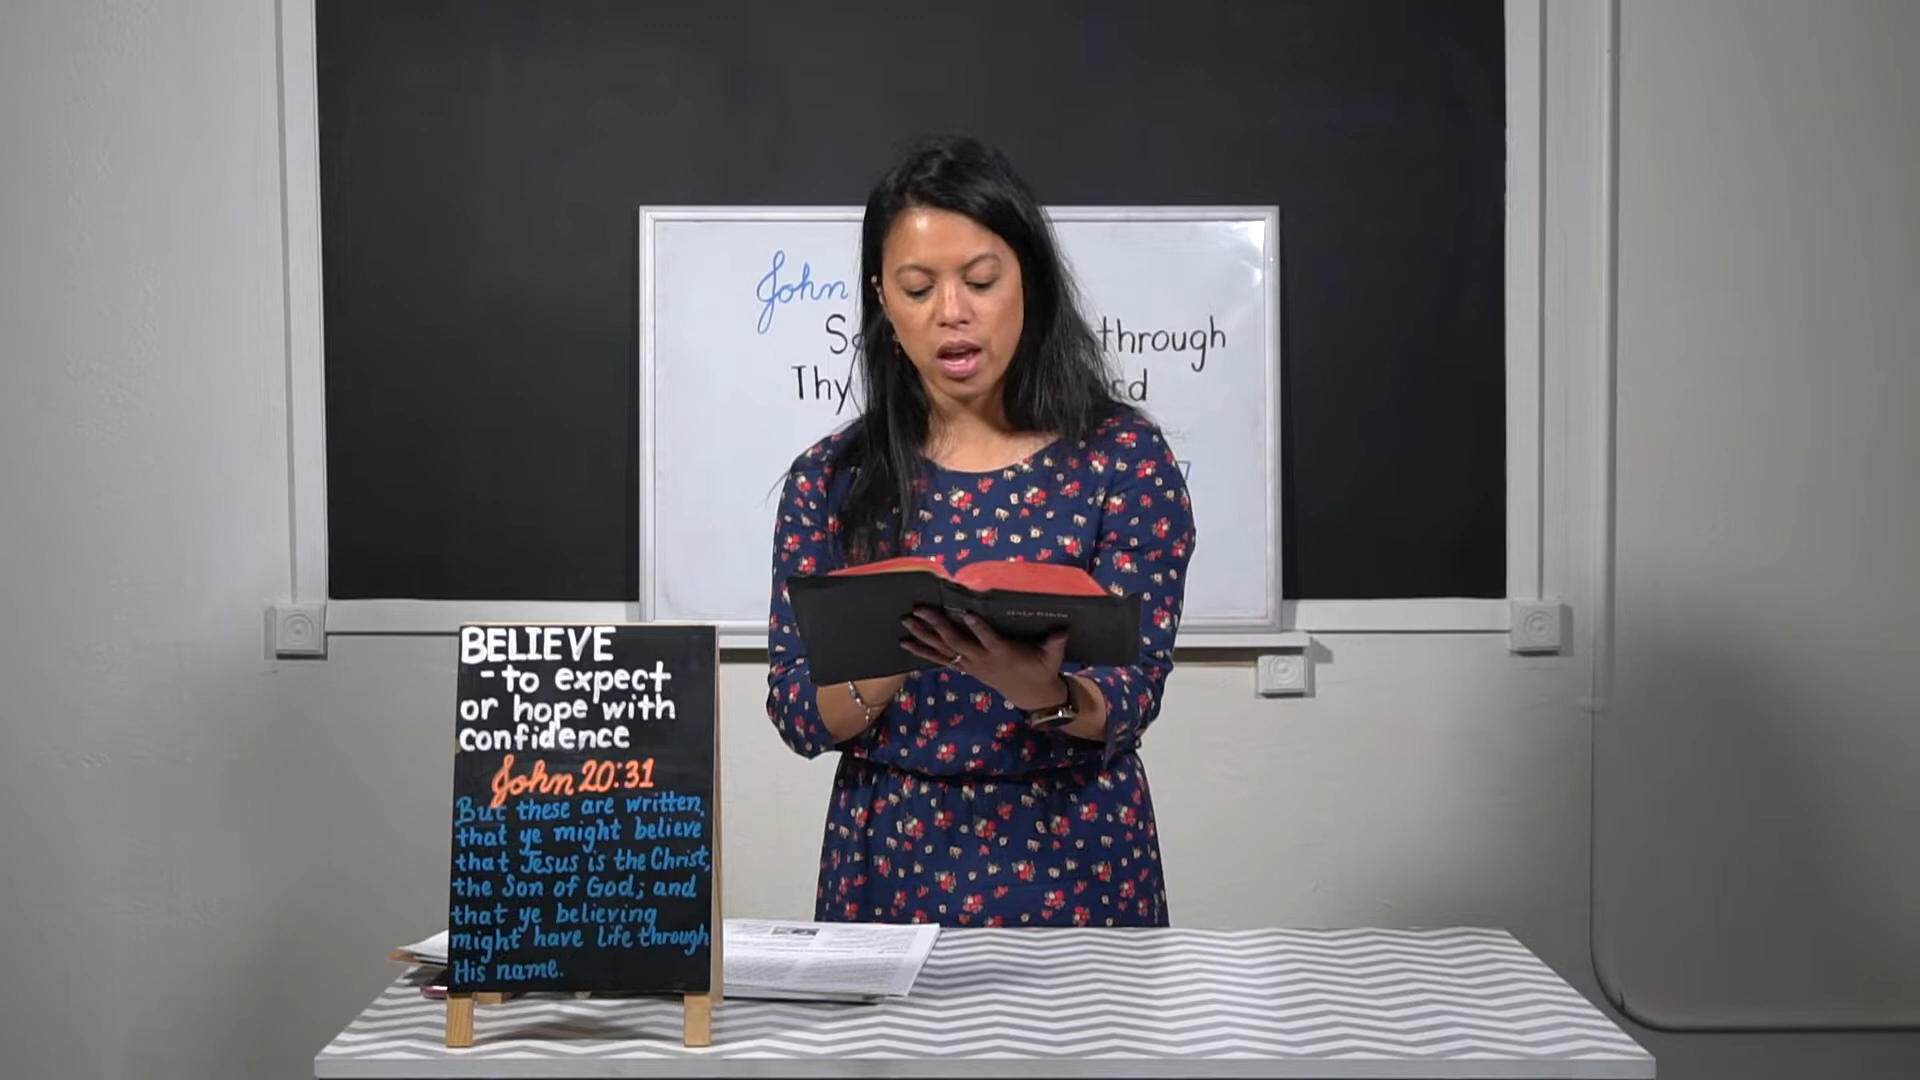 John
through
Thy
BELIEVE
- to expect
or hope with
confidence
John 20:31
But these are written,
that ye might believe
that Jesus is the Christ,
the Son of God; and
that ye believing
might have life through
His name.
Holy Bible